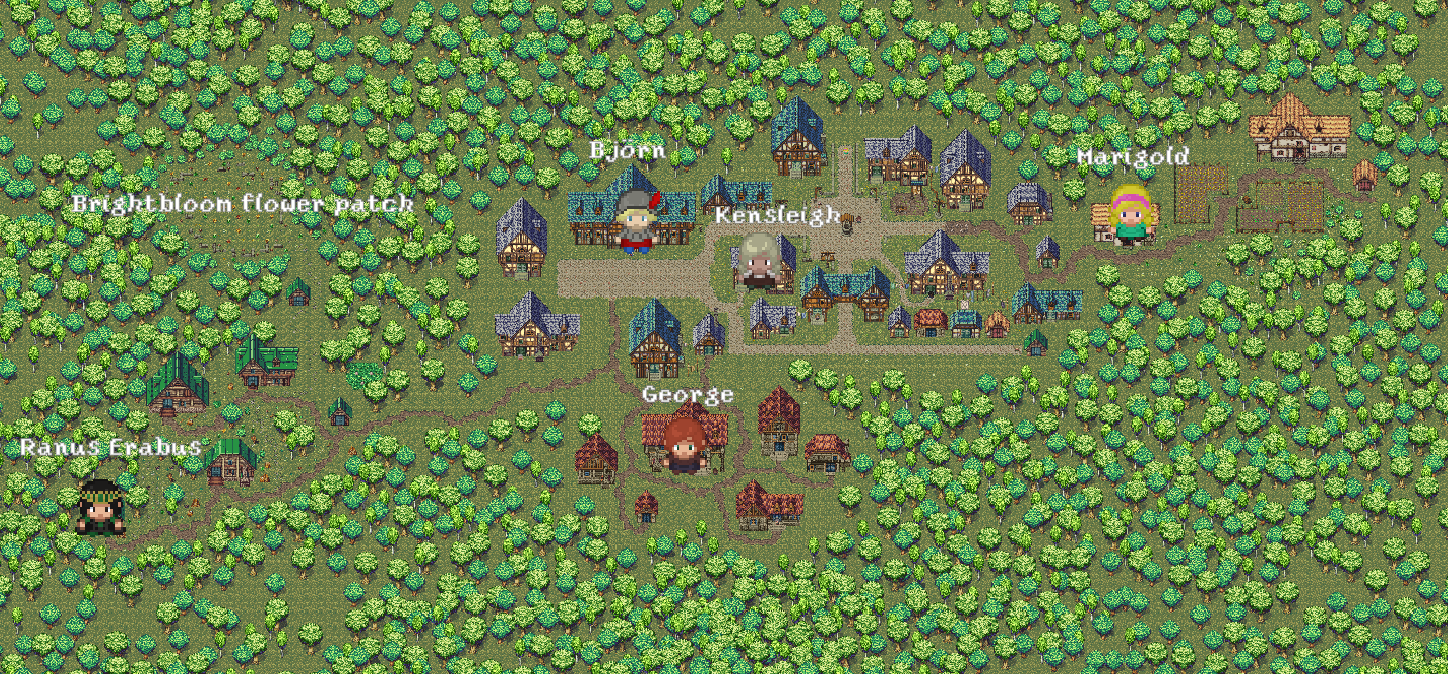 Bjorn
Marigold
Brightbloom flower patch
Kensleigh
George
Ranus Erabus